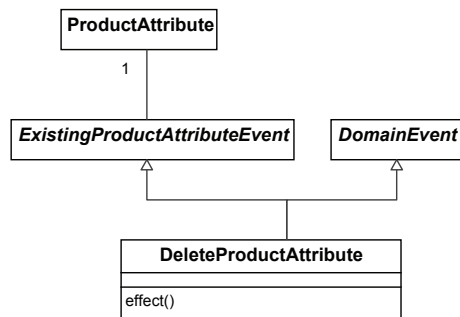 ProductAttribute
1
ExistingProductAttributeEvent
DomainEvent
DeleteProductAttribute
effect()